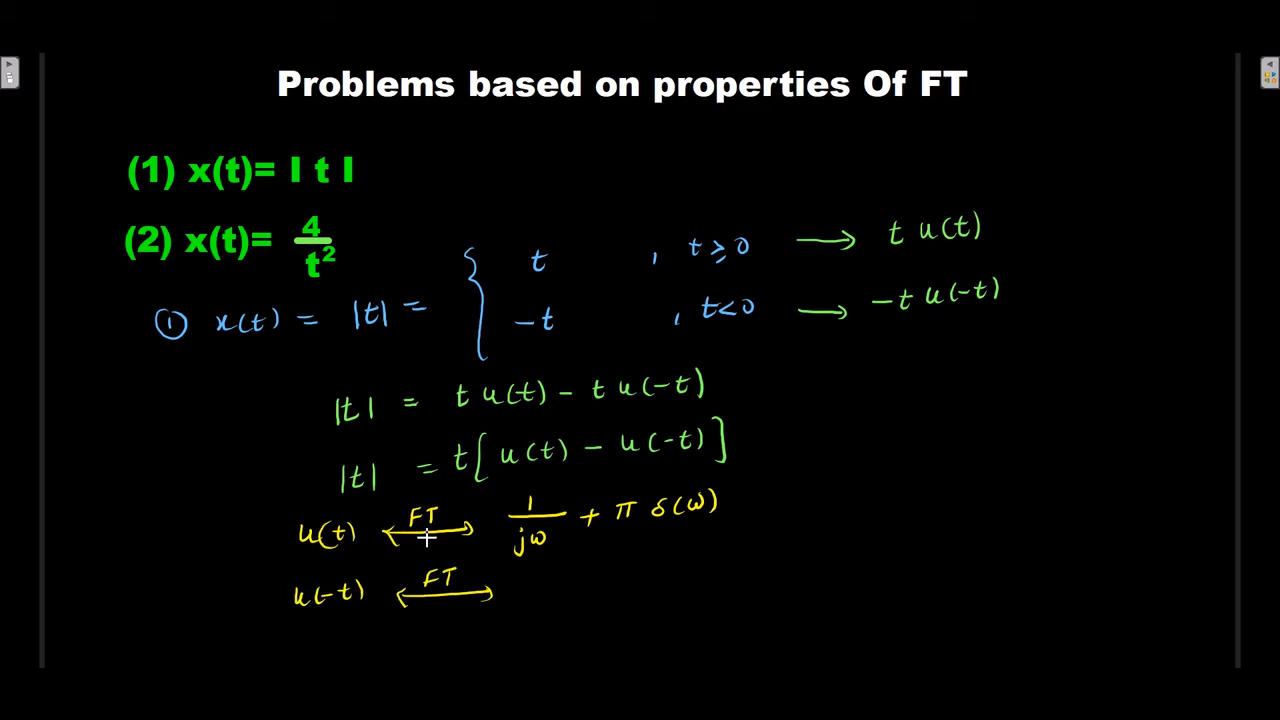 Problems based on properties Of FT
(1) x(t)= I t I
(2) x(t)= 4/t²
① x(t) = |t| = { t , t ≥ 0 → t u(t)
-t , t<0 → -t u(-t)
|t| = t u(t) - t u(-t)
|t| = t[ u(t) - u(-t) ]
u(t) ←FT→ 1/jω + π δ(ω)
u(-t) ←FT→